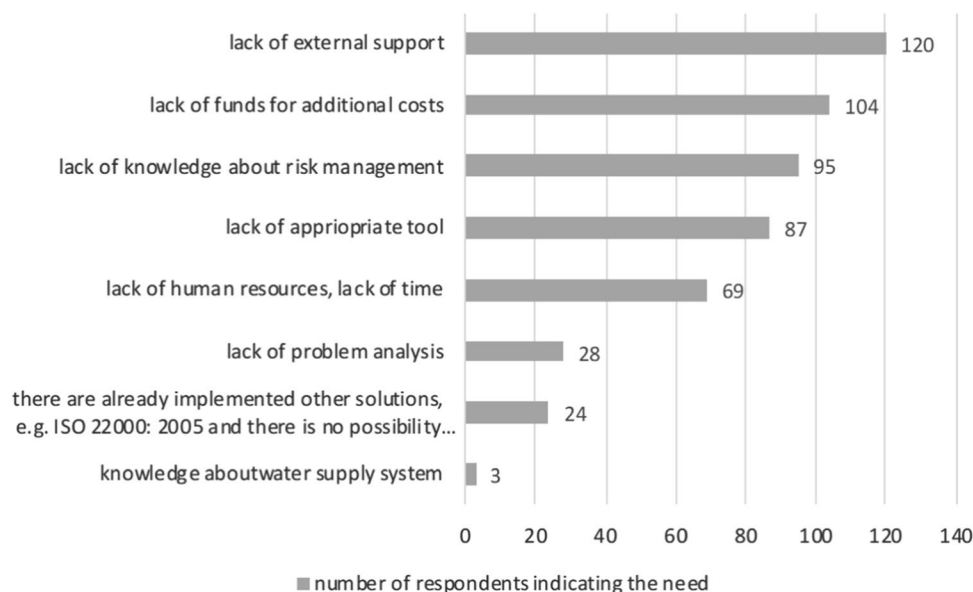 lack of external support
120
lack of funds for additional costs
104
lack of knowledge about risk management
95
lack of appriopriate tool
87
lack of human resources, lack of time
69
lack of problem analysis
28
there are already implemented other solutions,
e.g. ISO 22000: 2005 and there is no possibility...
24
knowledge aboutwater supply system
3
0 20 40 60 80 100 120 140
number of respondents indicating the need